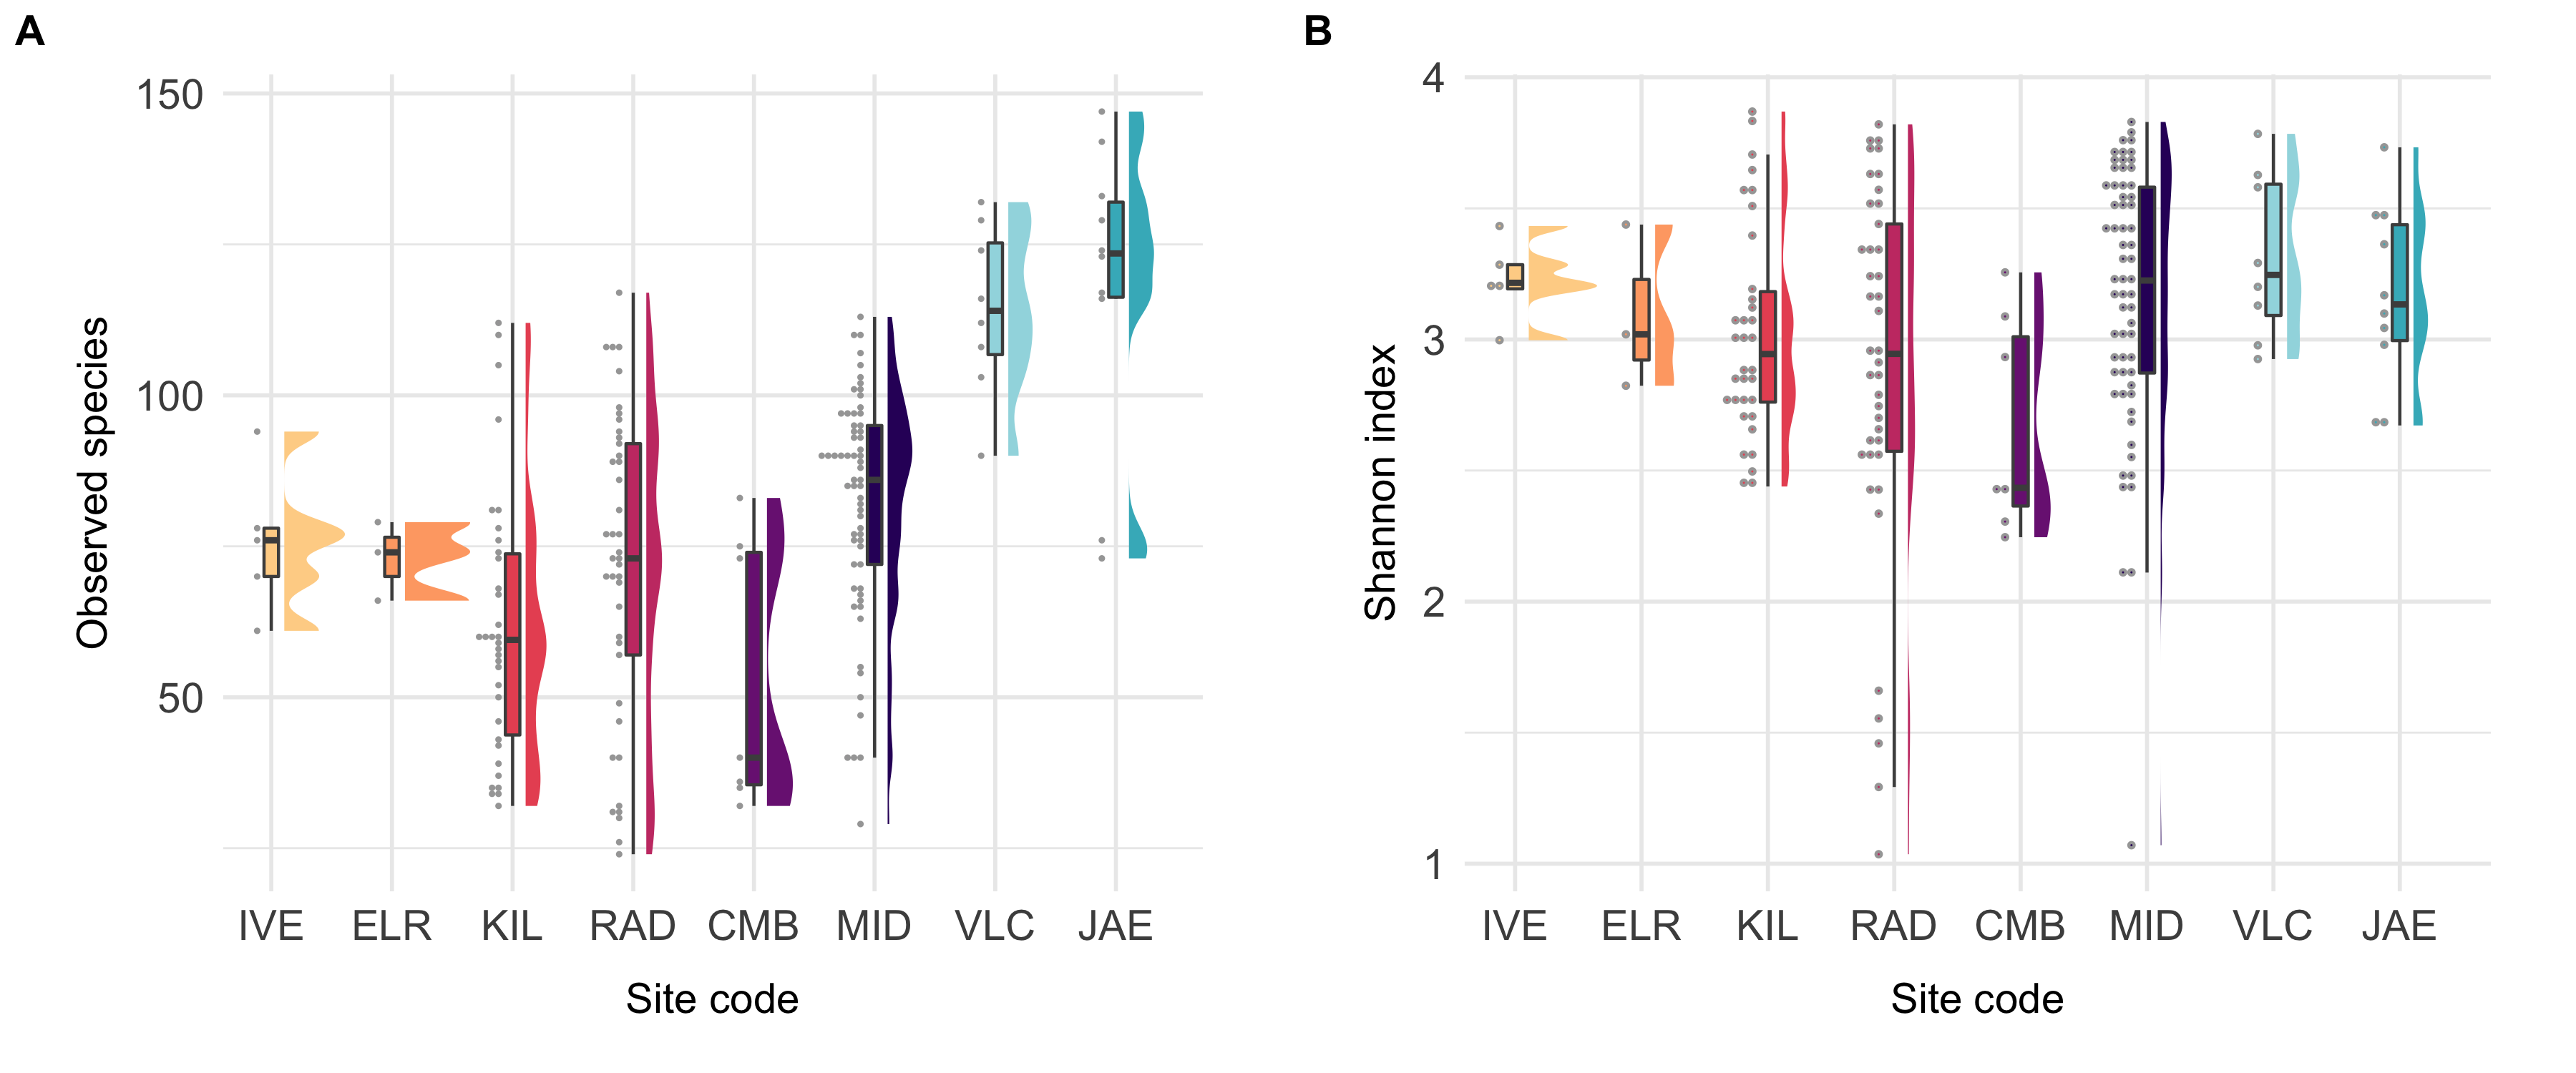 A
Observed species
150
100
50
IVE ELR KIL RAD CMB MID VLC JAE
Site code
B
Shannon index
4
3
2
1
IVE ELR KIL RAD CMB MID VLC JAE
Site code